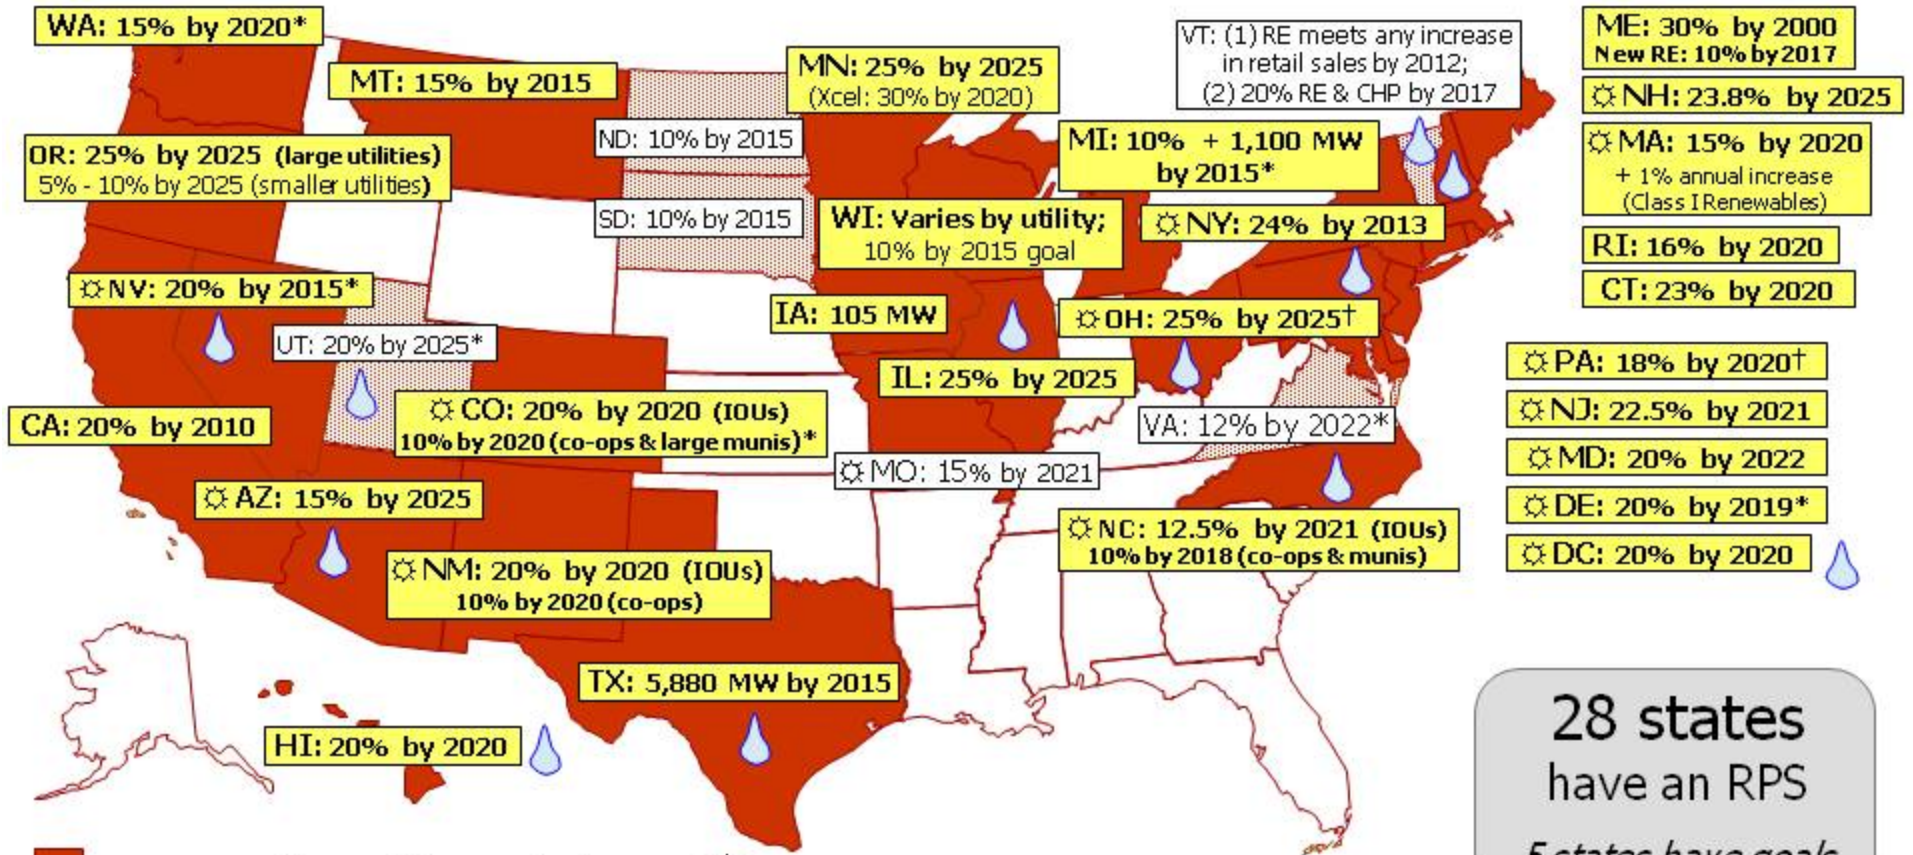 WA: 15% by 2020*
MT: 15% by 2015
MN: 25% by 2025
(Xcel: 30% by 2020)
VT: (1) RE meets any increase
in retail sales by 2012;
(2) 20% RE & CHP by 2017
ME: 30% by 2000
New RE: 10% by 2017
☼ NH: 23.8% by 2025
☼ MA: 15% by 2020
+ 1% annual increase
(Class I Renewables)
RI: 16% by 2020
CT: 23% by 2020
OR: 25% by 2025 (large utilities)
5% - 10% by 2025 (smaller utilities)
ND: 10% by 2015
SD: 10% by 2015
MI: 10% + 1,100 MW
by 2015*
WI: Varies by utility;
10% by 2015 goal
☼ NY: 24% by 2013
☼ NV: 20% by 2015*
UT: 20% by 2025*
IA: 105 MW
☼ OH: 25% by 2025†
IL: 25% by 2025
CA: 20% by 2010
☼ CO: 20% by 2020 (IOUs)
10% by 2020 (co-ops & large munis)*
VA: 12% by 2022*
☼ MO: 15% by 2021
☼ PA: 18% by 2020†
☼ NJ: 22.5% by 2021
☼ MD: 20% by 2022
☼ DE: 20% by 2019*
☼ DC: 20% by 2020
☼ AZ: 15% by 2025
☼ NM: 20% by 2020 (IOUs)
10% by 2020 (co-ops)
☼ NC: 12.5% by 2021 (IOUs)
10% by 2018 (co-ops & munis)
TX: 5,880 MW by 2015
HI: 20% by 2020
28 states
have an RPS
5 states have goals